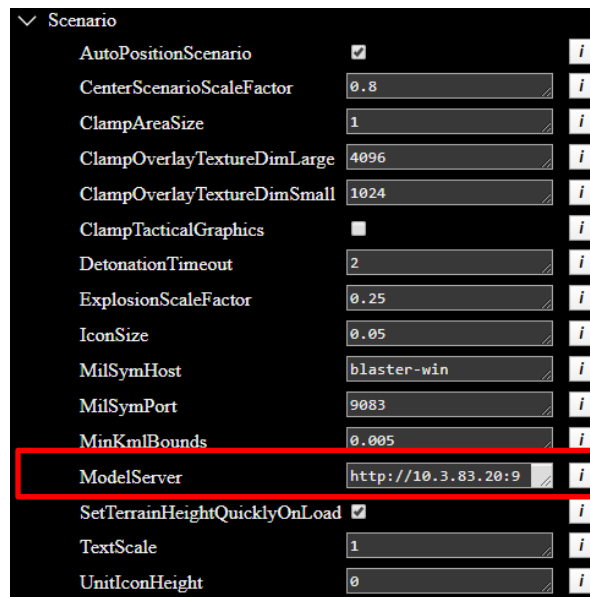 Scenario
AutoPositionScenario i
CenterScenarioScaleFactor 0.8 i
ClampAreaSize 1 i
ClampOverlayTextureDimLarge 4096 i
ClampOverlayTextureDimSmall 1024 i
ClampTacticalGraphics i
DetonationTimeout 2 i
ExplosionScaleFactor 0.25 i
IconSize 0.05 i
MilSymHost blaster-win i
MilSymPort 9083 i
MinKmlBounds 0.005 i
ModelServer http://10.3.83.20:9 i
SetTerrainHeightQuicklyOnLoad i
TextScale 1 i
UnitIconHeight 0 i